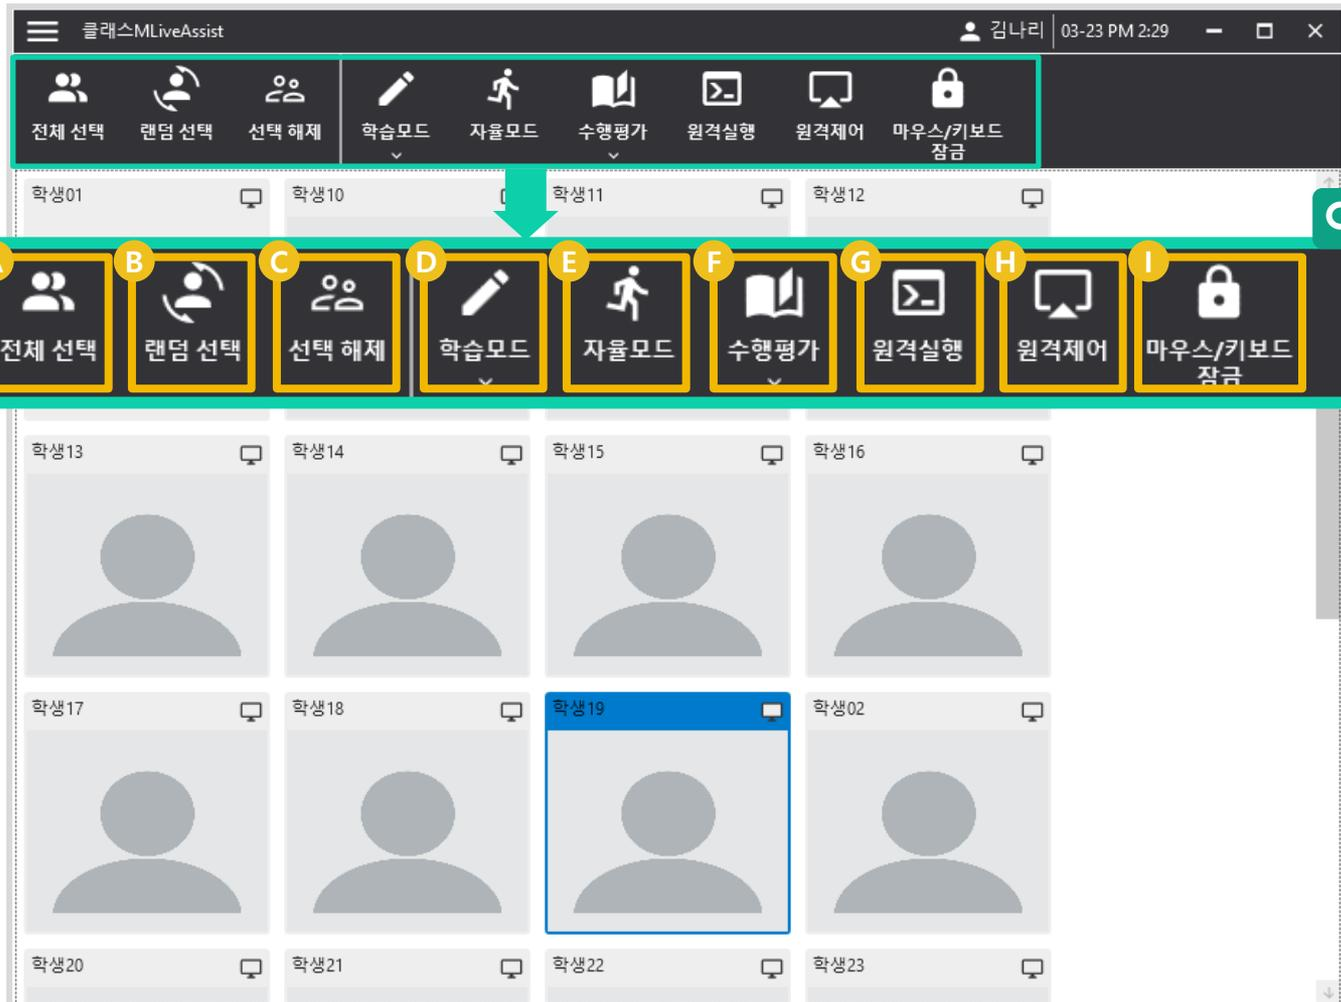 클래스MLiveAssist
김나리
03-23 PM 2:29
전체 선택
랜덤 선택
선택 해제
학습모드
자율모드
수행평가
원격실행
원격제어
마우스/키보드
잠금
학생01
학생10
학생11
학생12
B
C
D
E
F
G
H
I
전체 선택
랜덤 선택
선택 해제
학습모드
자율모드
수행평가
원격실행
원격제어
마우스/키보드
잠금
학생13
학생14
학생15
학생16
학생17
학생18
학생19
학생02
학생20
학생21
학생22
학생23